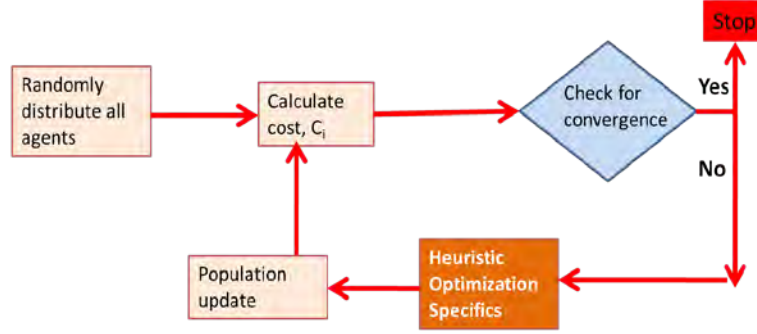 Stop
Randomly
distribute all
agents
Calculate
cost, Cᵢ
Check for
convergence
Yes
No
Heuristic
Optimization
Specifics
Population
update